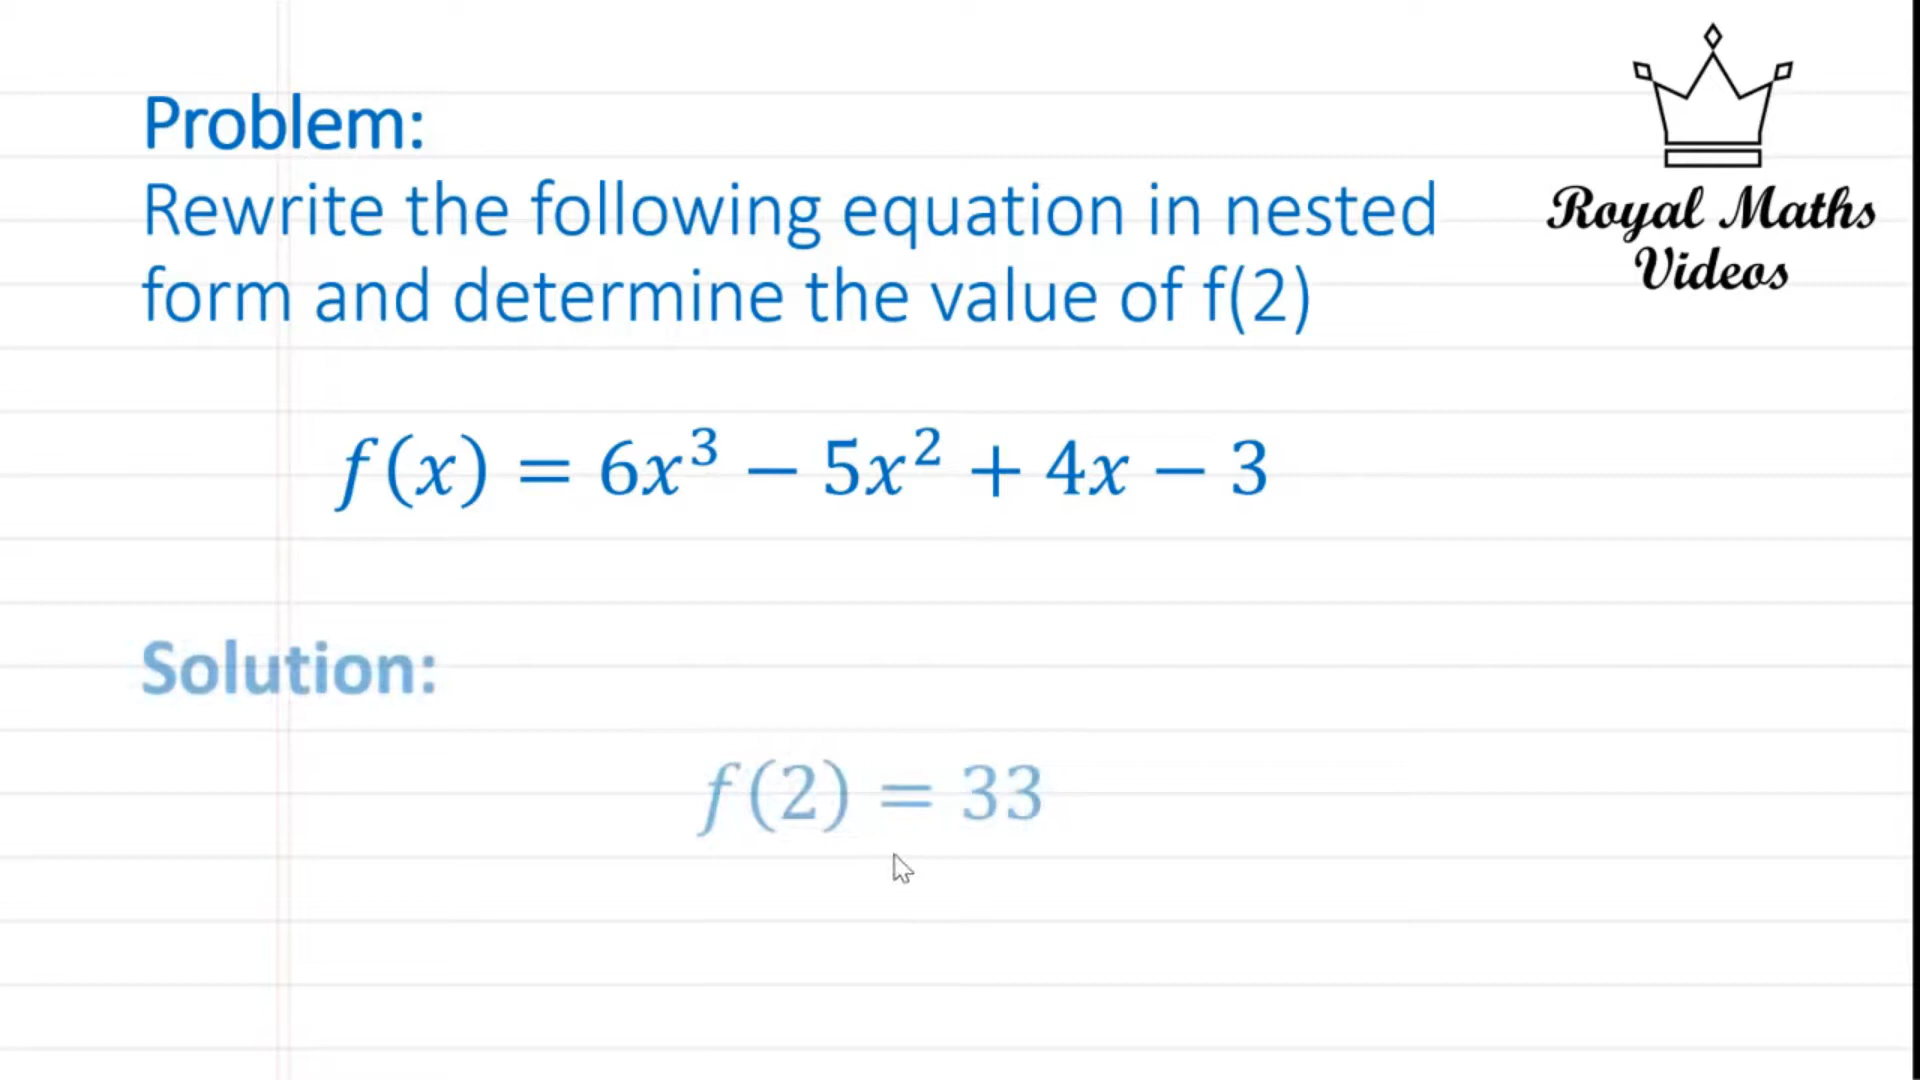 Problem:
Rewrite the following equation in nested
form and determine the value of f(2)
f(x) = 6x³ − 5x² + 4x − 3
Solution:
f(2) = 33
Royal Maths
Videos